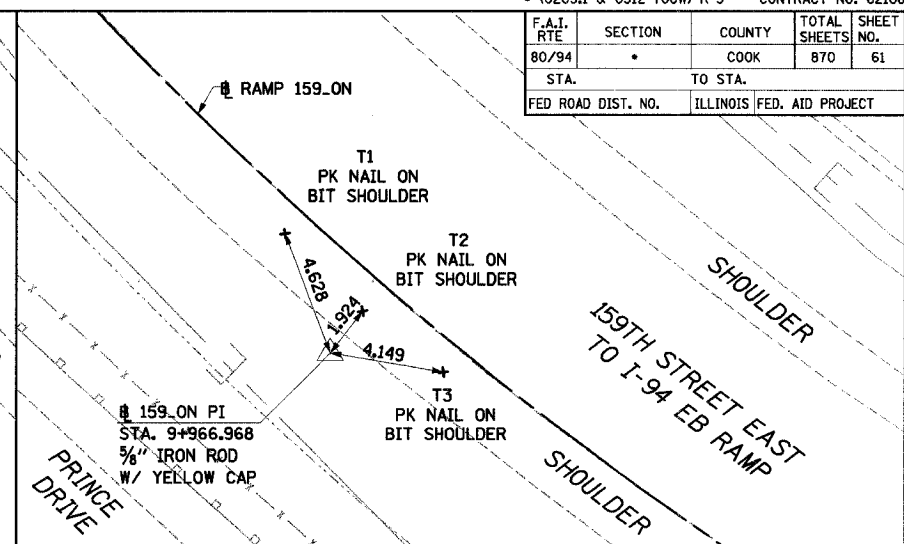 F.A.I. RTE SECTION COUNTY TOTAL SHEETS SHEET NO.
80/94 * COOK 870 61
STA. TO STA.
FED ROAD DIST. NO. ILLINOIS FED. AID PROJECT
℄ RAMP 159_ON
T1
PK NAIL ON
BIT SHOULDER
T2
PK NAIL ON
BIT SHOULDER
4.628
1.924
4.149
T3
PK NAIL ON
BIT SHOULDER
SHOULDER
159TH STREET EAST
TO I-94 EB RAMP
SHOULDER
159_ON PI
STA. 9+966.968
5/8" IRON ROD
W/ YELLOW CAP
PRINCE
DRIVE